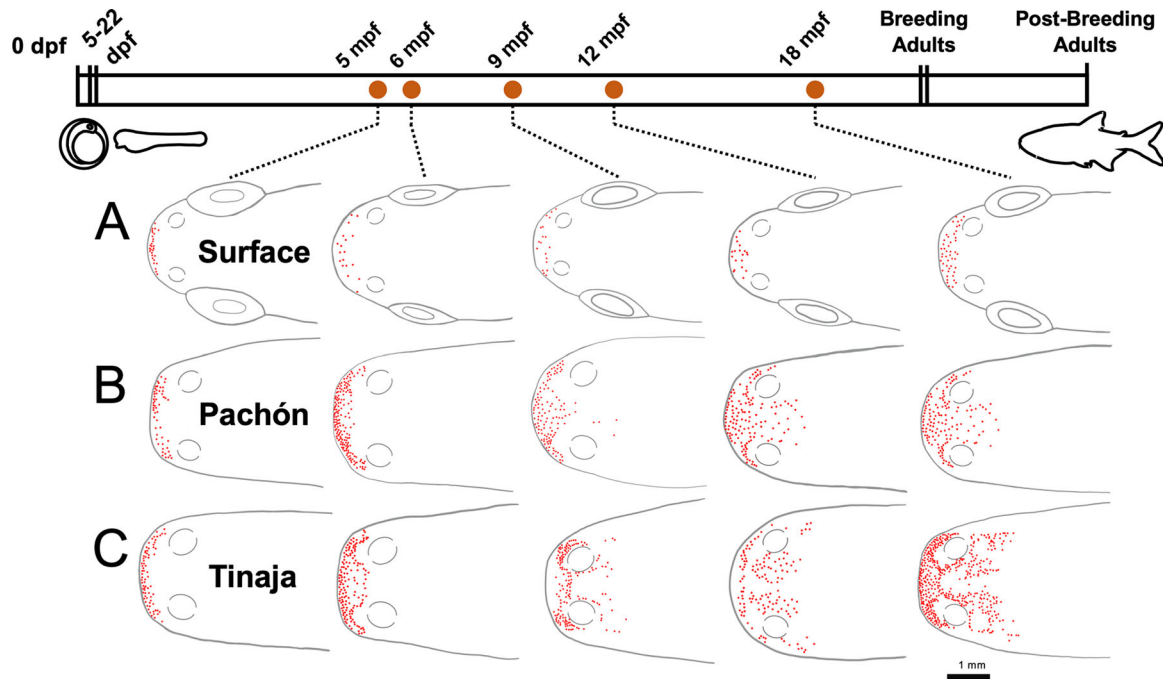 0 dpf
5-22
dpf
5 mpf
6 mpf
9 mpf
12 mpf
18 mpf
Breeding
Adults
Post-Breeding
Adults
A
Surface
B
Pachón
C
Tinaja
1 mm